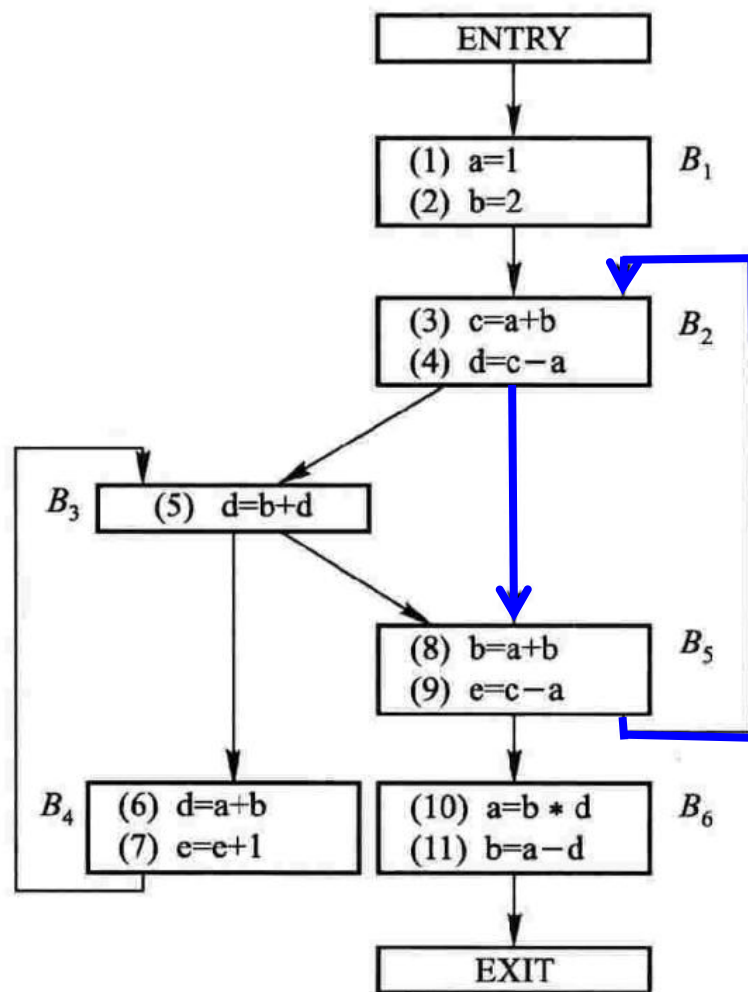 ENTRY
(1) a=1
(2) b=2
B₁
(3) c=a+b
(4) d=c−a
B₂
B₃
(5) d=b+d
(8) b=a+b
(9) e=c−a
B₅
B₄
(6) d=a+b
(7) e=e+1
(10) a=b * d
(11) b=a−d
B₆
EXIT